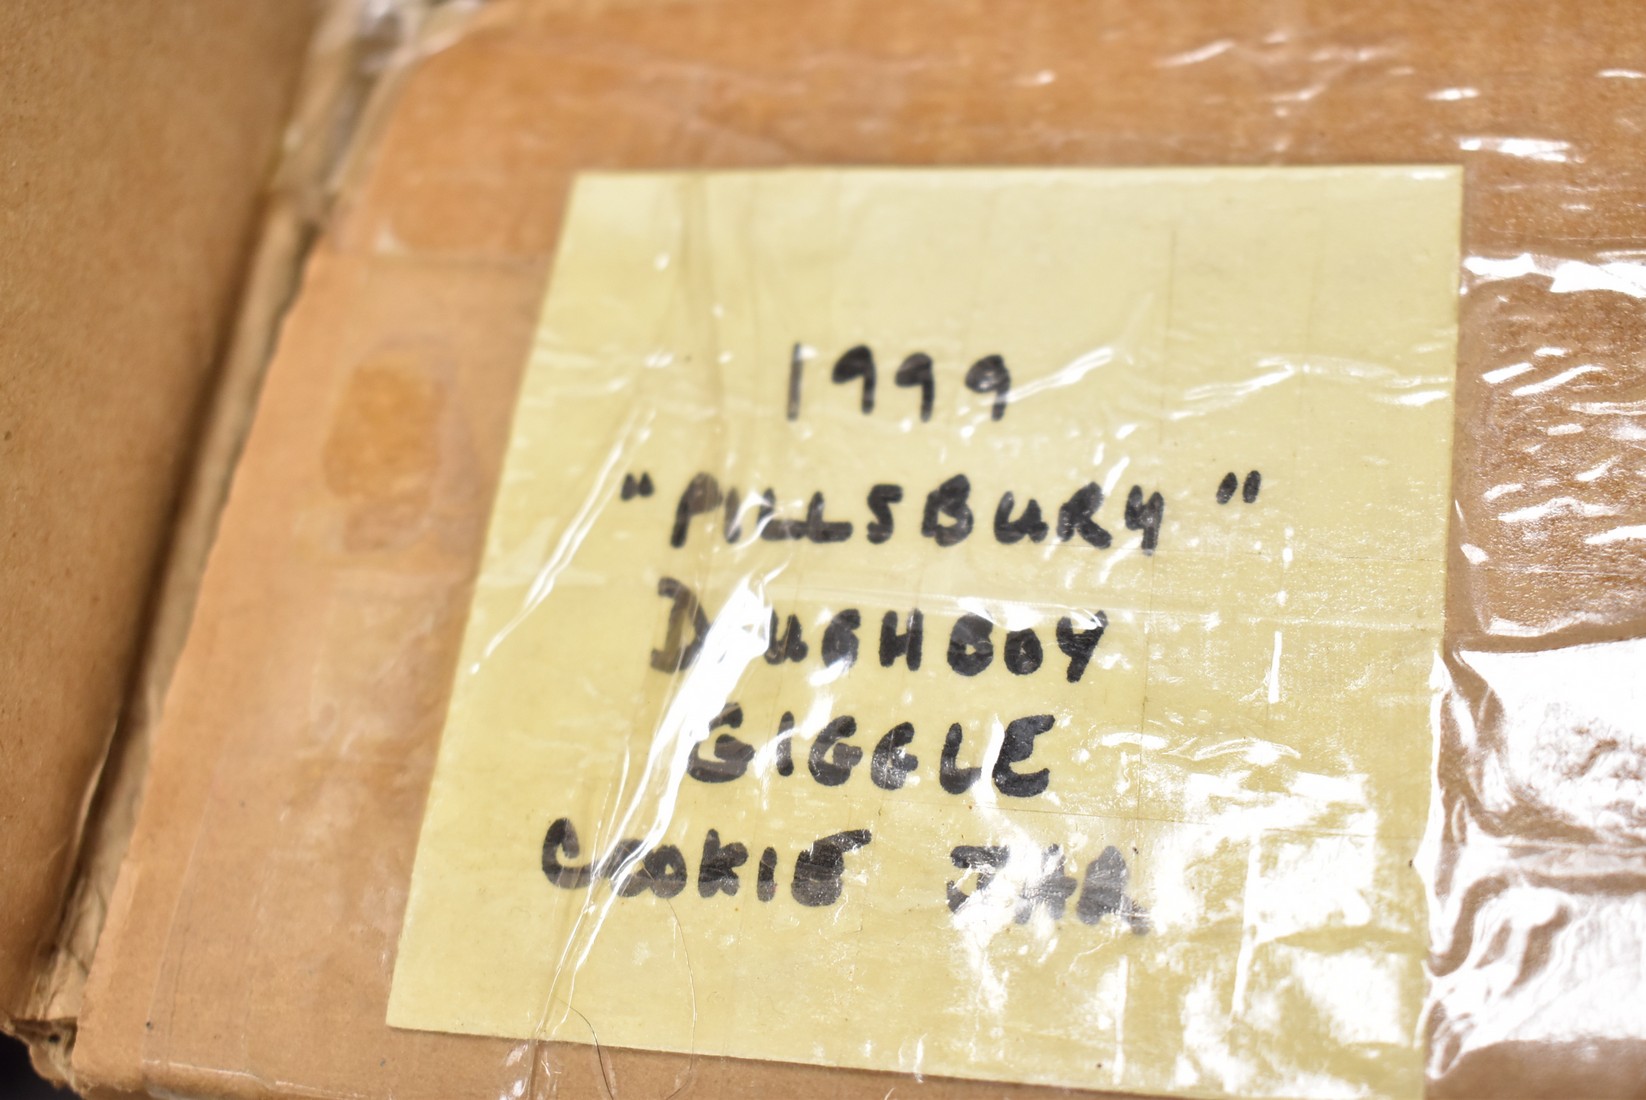 1999
"PILLSBURY"
DOUGHBOY
GIGGLE
COOKIE JAR